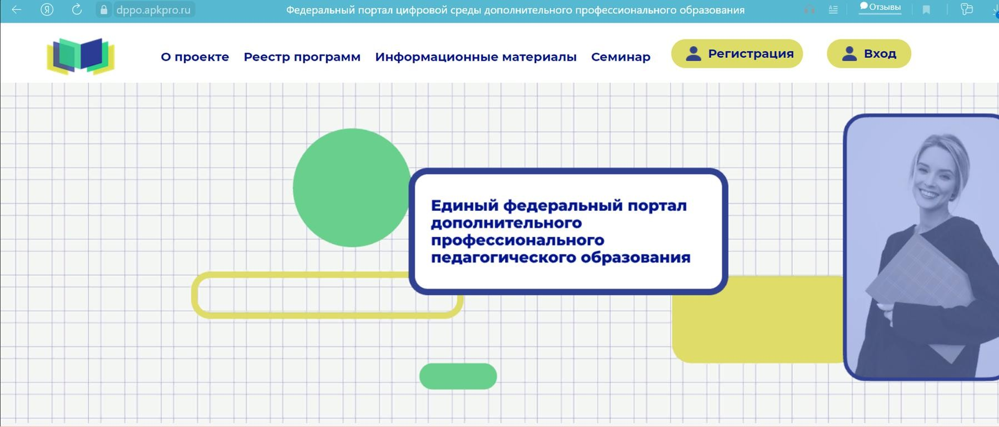 dppo.apkpro.ru
Федеральный портал цифровой среды дополнительного профессионального образования
Отзывы
О проекте
Реестр программ
Информационные материалы
Семинар
Регистрация
Вход
Единый федеральный портал
дополнительного
профессионального
педагогического образования